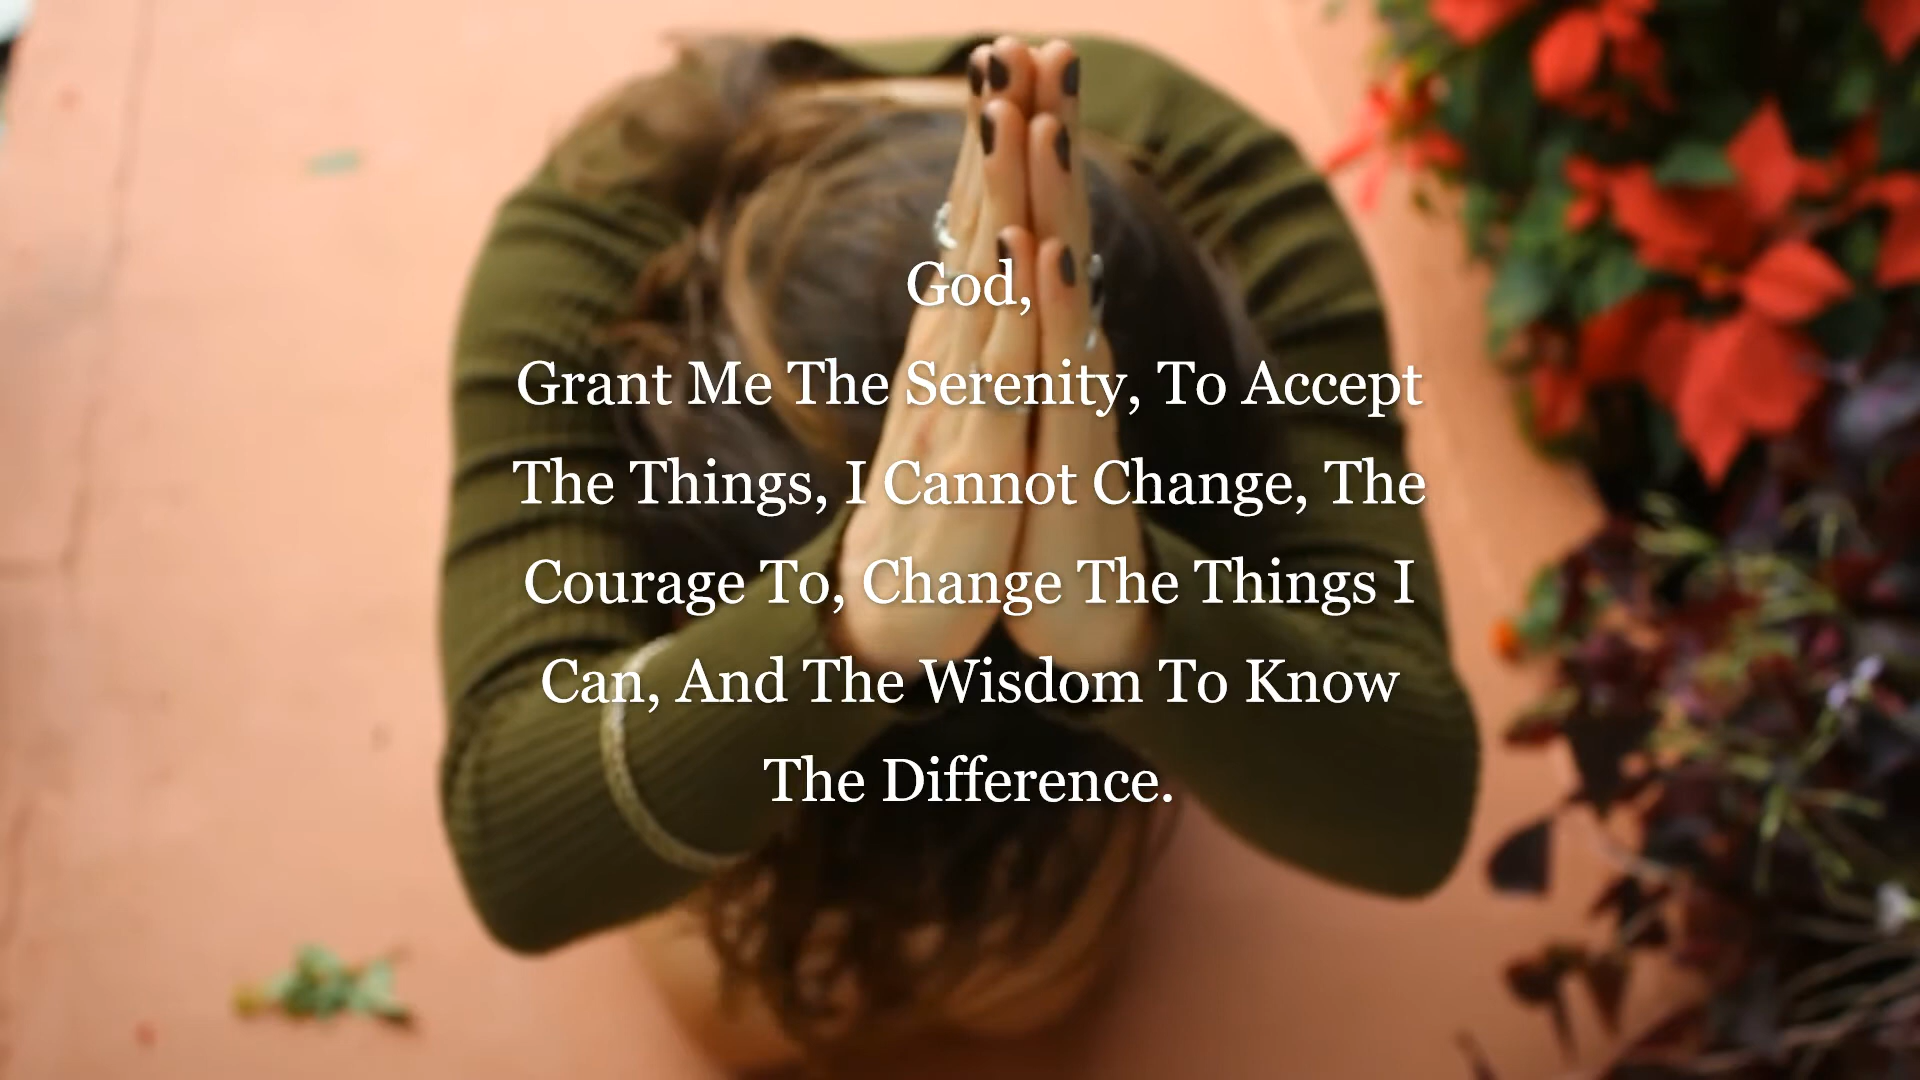 God,
Grant Me The Serenity, To Accept
The Things, I Cannot Change, The
Courage To, Change The Things I
Can, And The Wisdom To Know
The Difference.